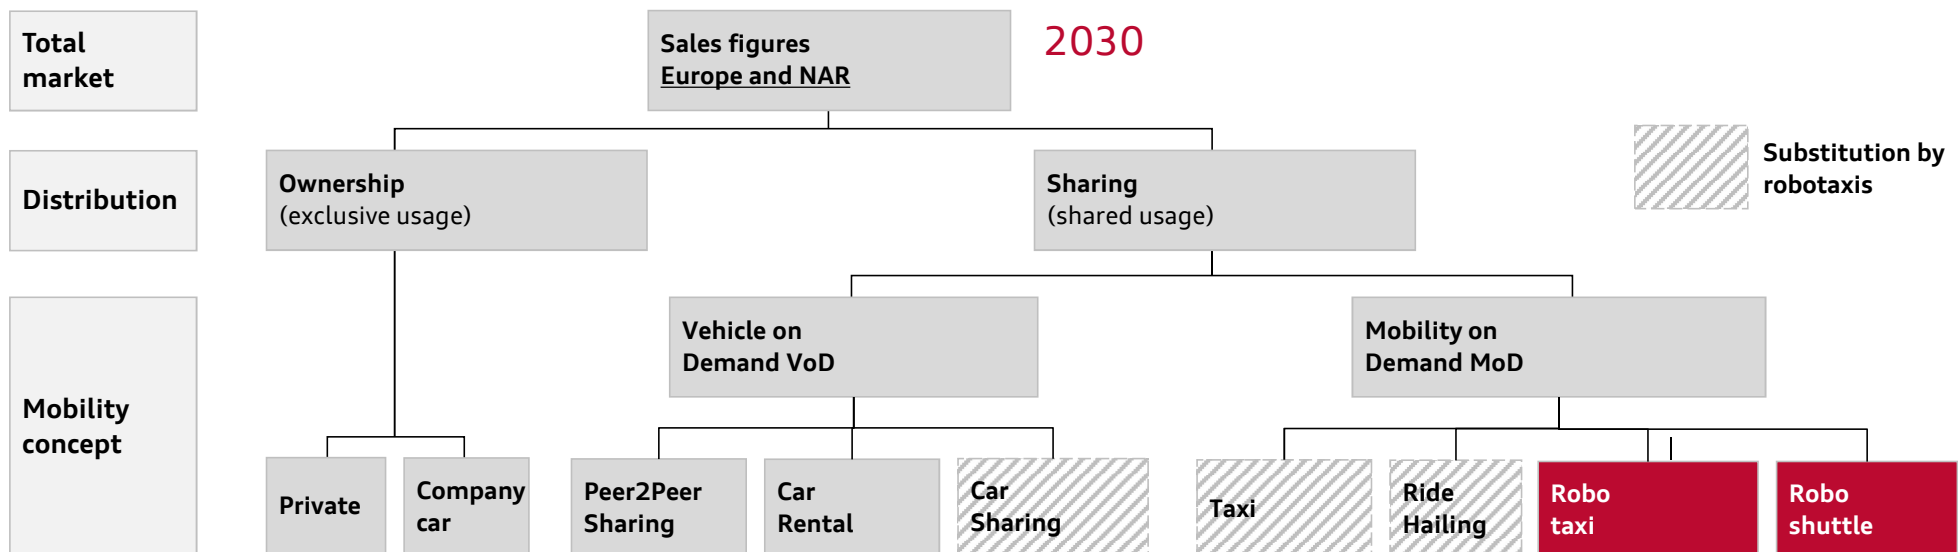 Total
market
Sales figures
Europe and NAR
2030
Substitution by
robotaxis
Distribution
Ownership
(exclusive usage)
Sharing
(shared usage)
Mobility
concept
Vehicle on
Demand VoD
Mobility on
Demand MoD
Private
Company
car
Peer2Peer
Sharing
Car
Rental
Car
Sharing
Taxi
Ride
Hailing
Robo
taxi
Robo
shuttle